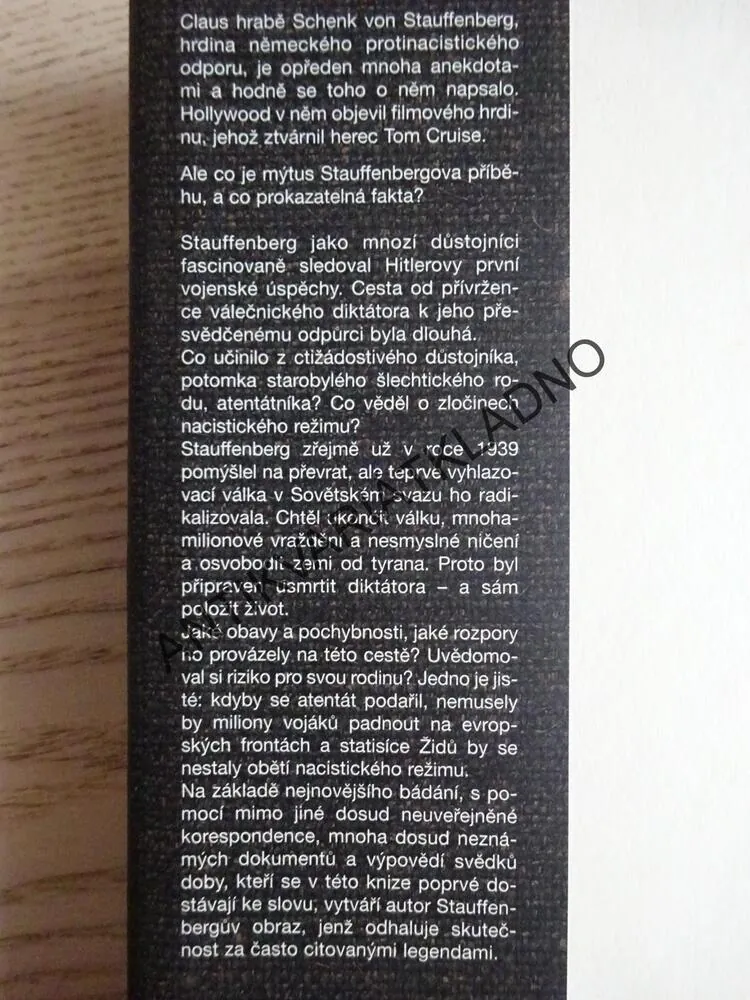 Claus hrabě Schenk von Stauffenberg,
hrdina německého protinacistického
odporu, je opředen mnoha anekdota-
mi a hodně se toho o něm napsalo.
Hollywood v něm objevil filmového hrdi-
nu, jehož ztvárnil herec Tom Cruise.
Ale co je mýtus Stauffenbergova příbě-
hu, a co prokazatelná fakta?
Stauffenberg jako mnozí důstojníci
fascinovaně sledoval Hitlerovy první
vojenské úspěchy. Cesta od přívržen-
ce válečnického diktátora k jeho pře-
svědčenému odpůrci byla dlouhá.
Co učinilo z ctižádostivého důstojníka,
potomka starobylého šlechtického ro-
du, atentátníka? Co věděl o zločinech
nacistického režimu?
Stauffenberg zřejmě už v roce 1939
pomýšlel na převrat, ale teprve vyhlazo-
vací válka v Sovětském svazu ho radi-
kalizovala. Chtěl ukončit válku, mnoha-
milionové vraždění a nesmyslné ničení
a osvobodit zemi od tyrana. Proto byl
připraven usmrtit diktátora – a sám
položit život.
Jaké obavy a pochybnosti, jaké rozpory
ho provázely na této cestě? Uvědomo-
val si riziko pro svou rodinu? Jedno je jis-
té: kdyby se atentát podařil, nemusely
by miliony vojáků padnout na evrop-
ských frontách a statisíce Židů by se
nestaly obětí nacistického režimu.
Na základě nejnovějšího bádání, s po-
mocí mimo jiné dosud neuveřejněné
korespondence, mnoha dosud nezná-
mých dokumentů a výpovědí svědků
doby, kteří se v této knize poprvé do-
stávají ke slovu, vytváří autor Stauffen-
bergův obraz, jenž odhaluje skuteč-
nost za často citovanými legendami.
ANTIKVARIATKLADNO